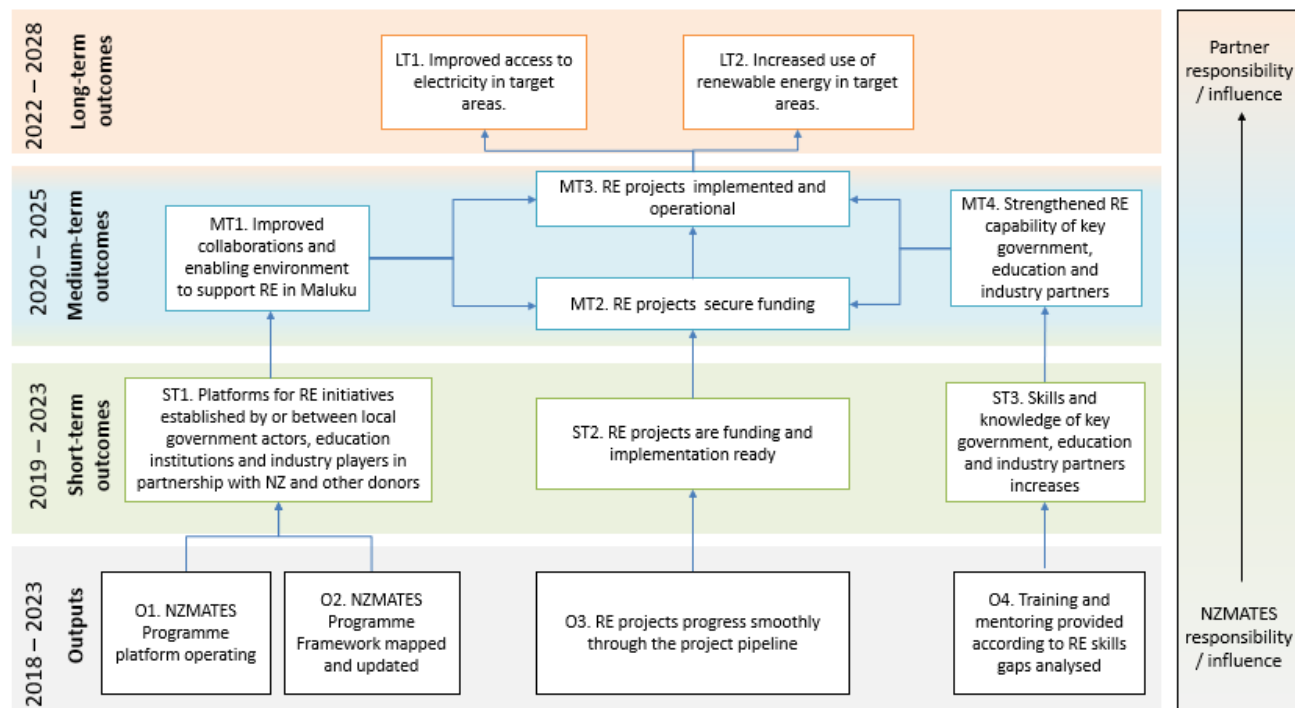 2022 – 2028
Long-term
outcomes
LT1. Improved access to
electricity in target
areas.
LT2. Increased use of
renewable energy in target
areas.
Partner
responsibility
/ influence
2020 – 2025
Medium-term
outcomes
MT1. Improved
collaborations and
enabling environment
to support RE in Maluku
MT3. RE projects  implemented and
operational
MT2. RE projects  secure funding
MT4. Strengthened RE
capability of key
government,
education and
industry partners
2019 – 2023
Short-term
outcomes
ST1. Platforms for RE initiatives
established by or between local
government actors, education
institutions and industry players in
partnership with NZ and other donors
ST2. RE projects are funding and
implementation ready
ST3. Skills and
knowledge of key
government, education
and industry partners
increases
2018 – 2023
Outputs
O1. NZMATES
Programme
platform operating
O2. NZMATES
Programme
Framework mapped
and updated
O3. RE projects progress smoothly
through the project pipeline
O4. Training and
mentoring provided
according to RE skills
gaps analysed
NZMATES
responsibility
/ influence